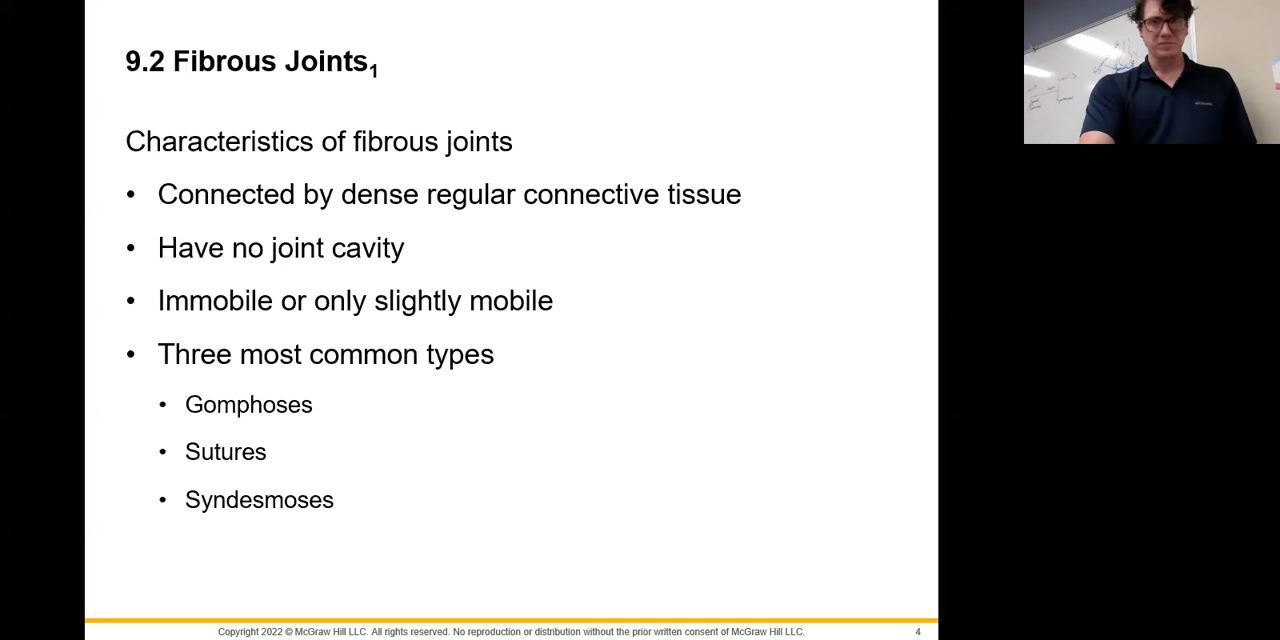 9.2 Fibrous Joints1
Characteristics of fibrous joints
• Connected by dense regular connective tissue
• Have no joint cavity
• Immobile or only slightly mobile
• Three most common types
• Gomphoses
• Sutures
• Syndesmoses
Copyright 2022 © McGraw Hill LLC. All rights reserved. No reproduction or distribution without the prior written consent of McGraw Hill LLC.
4